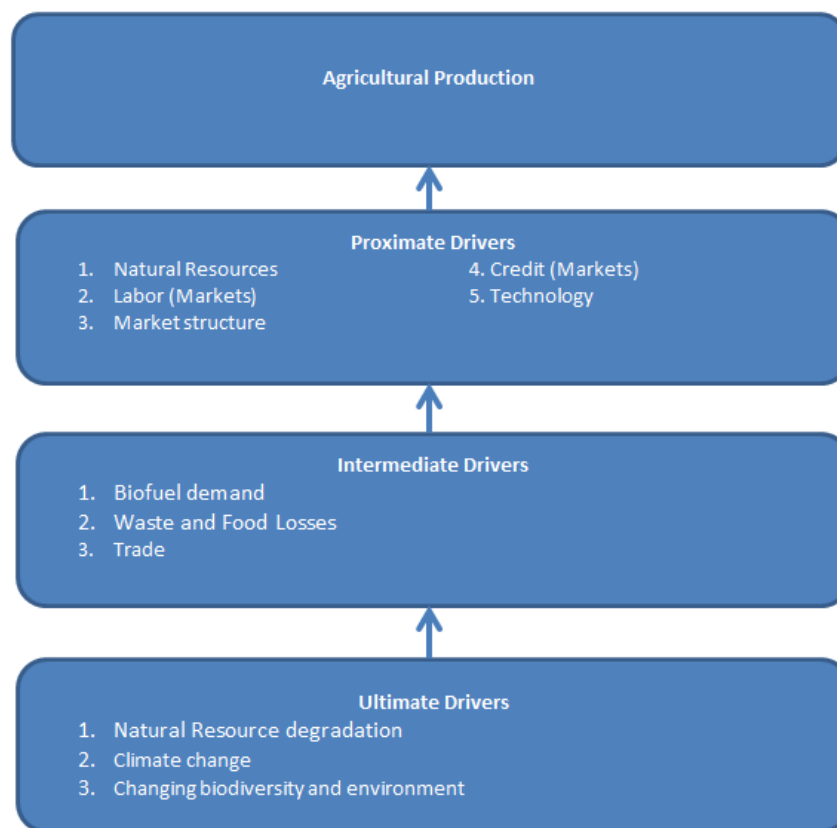 Agricultural Production
Proximate Drivers
1. Natural Resources
2. Labor (Markets)
3. Market structure
4. Credit (Markets)
5. Technology
Intermediate Drivers
1. Biofuel demand
2. Waste and Food Losses
3. Trade
Ultimate Drivers
1. Natural Resource degradation
2. Climate change
3. Changing biodiversity and environment